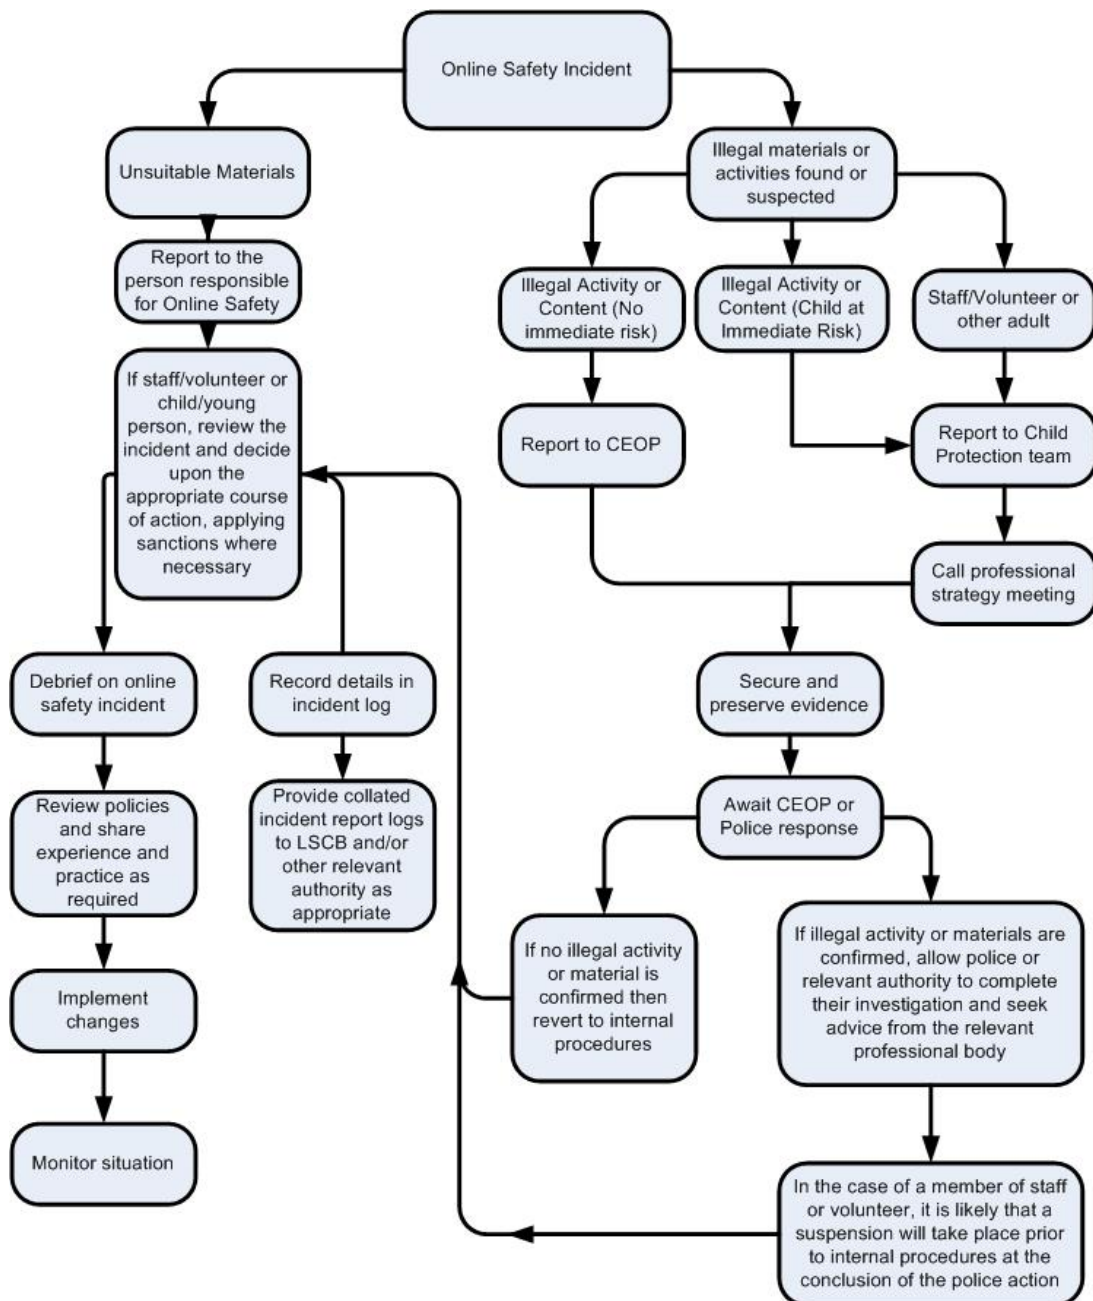 Online Safety Incident
Unsuitable Materials
Illegal materials or
activities found or
suspected
Report to the
person responsible
for Online Safety
Illegal Activity or
Content (No
immediate risk)
Illegal Activity or
Content (Child at
Immediate Risk)
Staff/Volunteer or
other adult
If staff/volunteer or
child/young
person, review the
incident and decide
upon the
appropriate course
of action, applying
sanctions where
necessary
Report to CEOP
Report to Child
Protection team
Call professional
strategy meeting
Debrief on online
safety incident
Record details in
incident log
Secure and
preserve evidence
Review policies
and share
experience and
practice as
required
Provide collated
incident report logs
to LSCB and/or
other relevant
authority as
appropriate
Await CEOP or
Police response
If no illegal activity
or material is
confirmed then
revert to internal
procedures
If illegal activity or materials are
confirmed, allow police or
relevant authority to complete
their investigation and seek
advice from the relevant
professional body
Implement
changes
Monitor situation
In the case of a member of staff
or volunteer, it is likely that a
suspension will take place prior
to internal procedures at the
conclusion of the police action